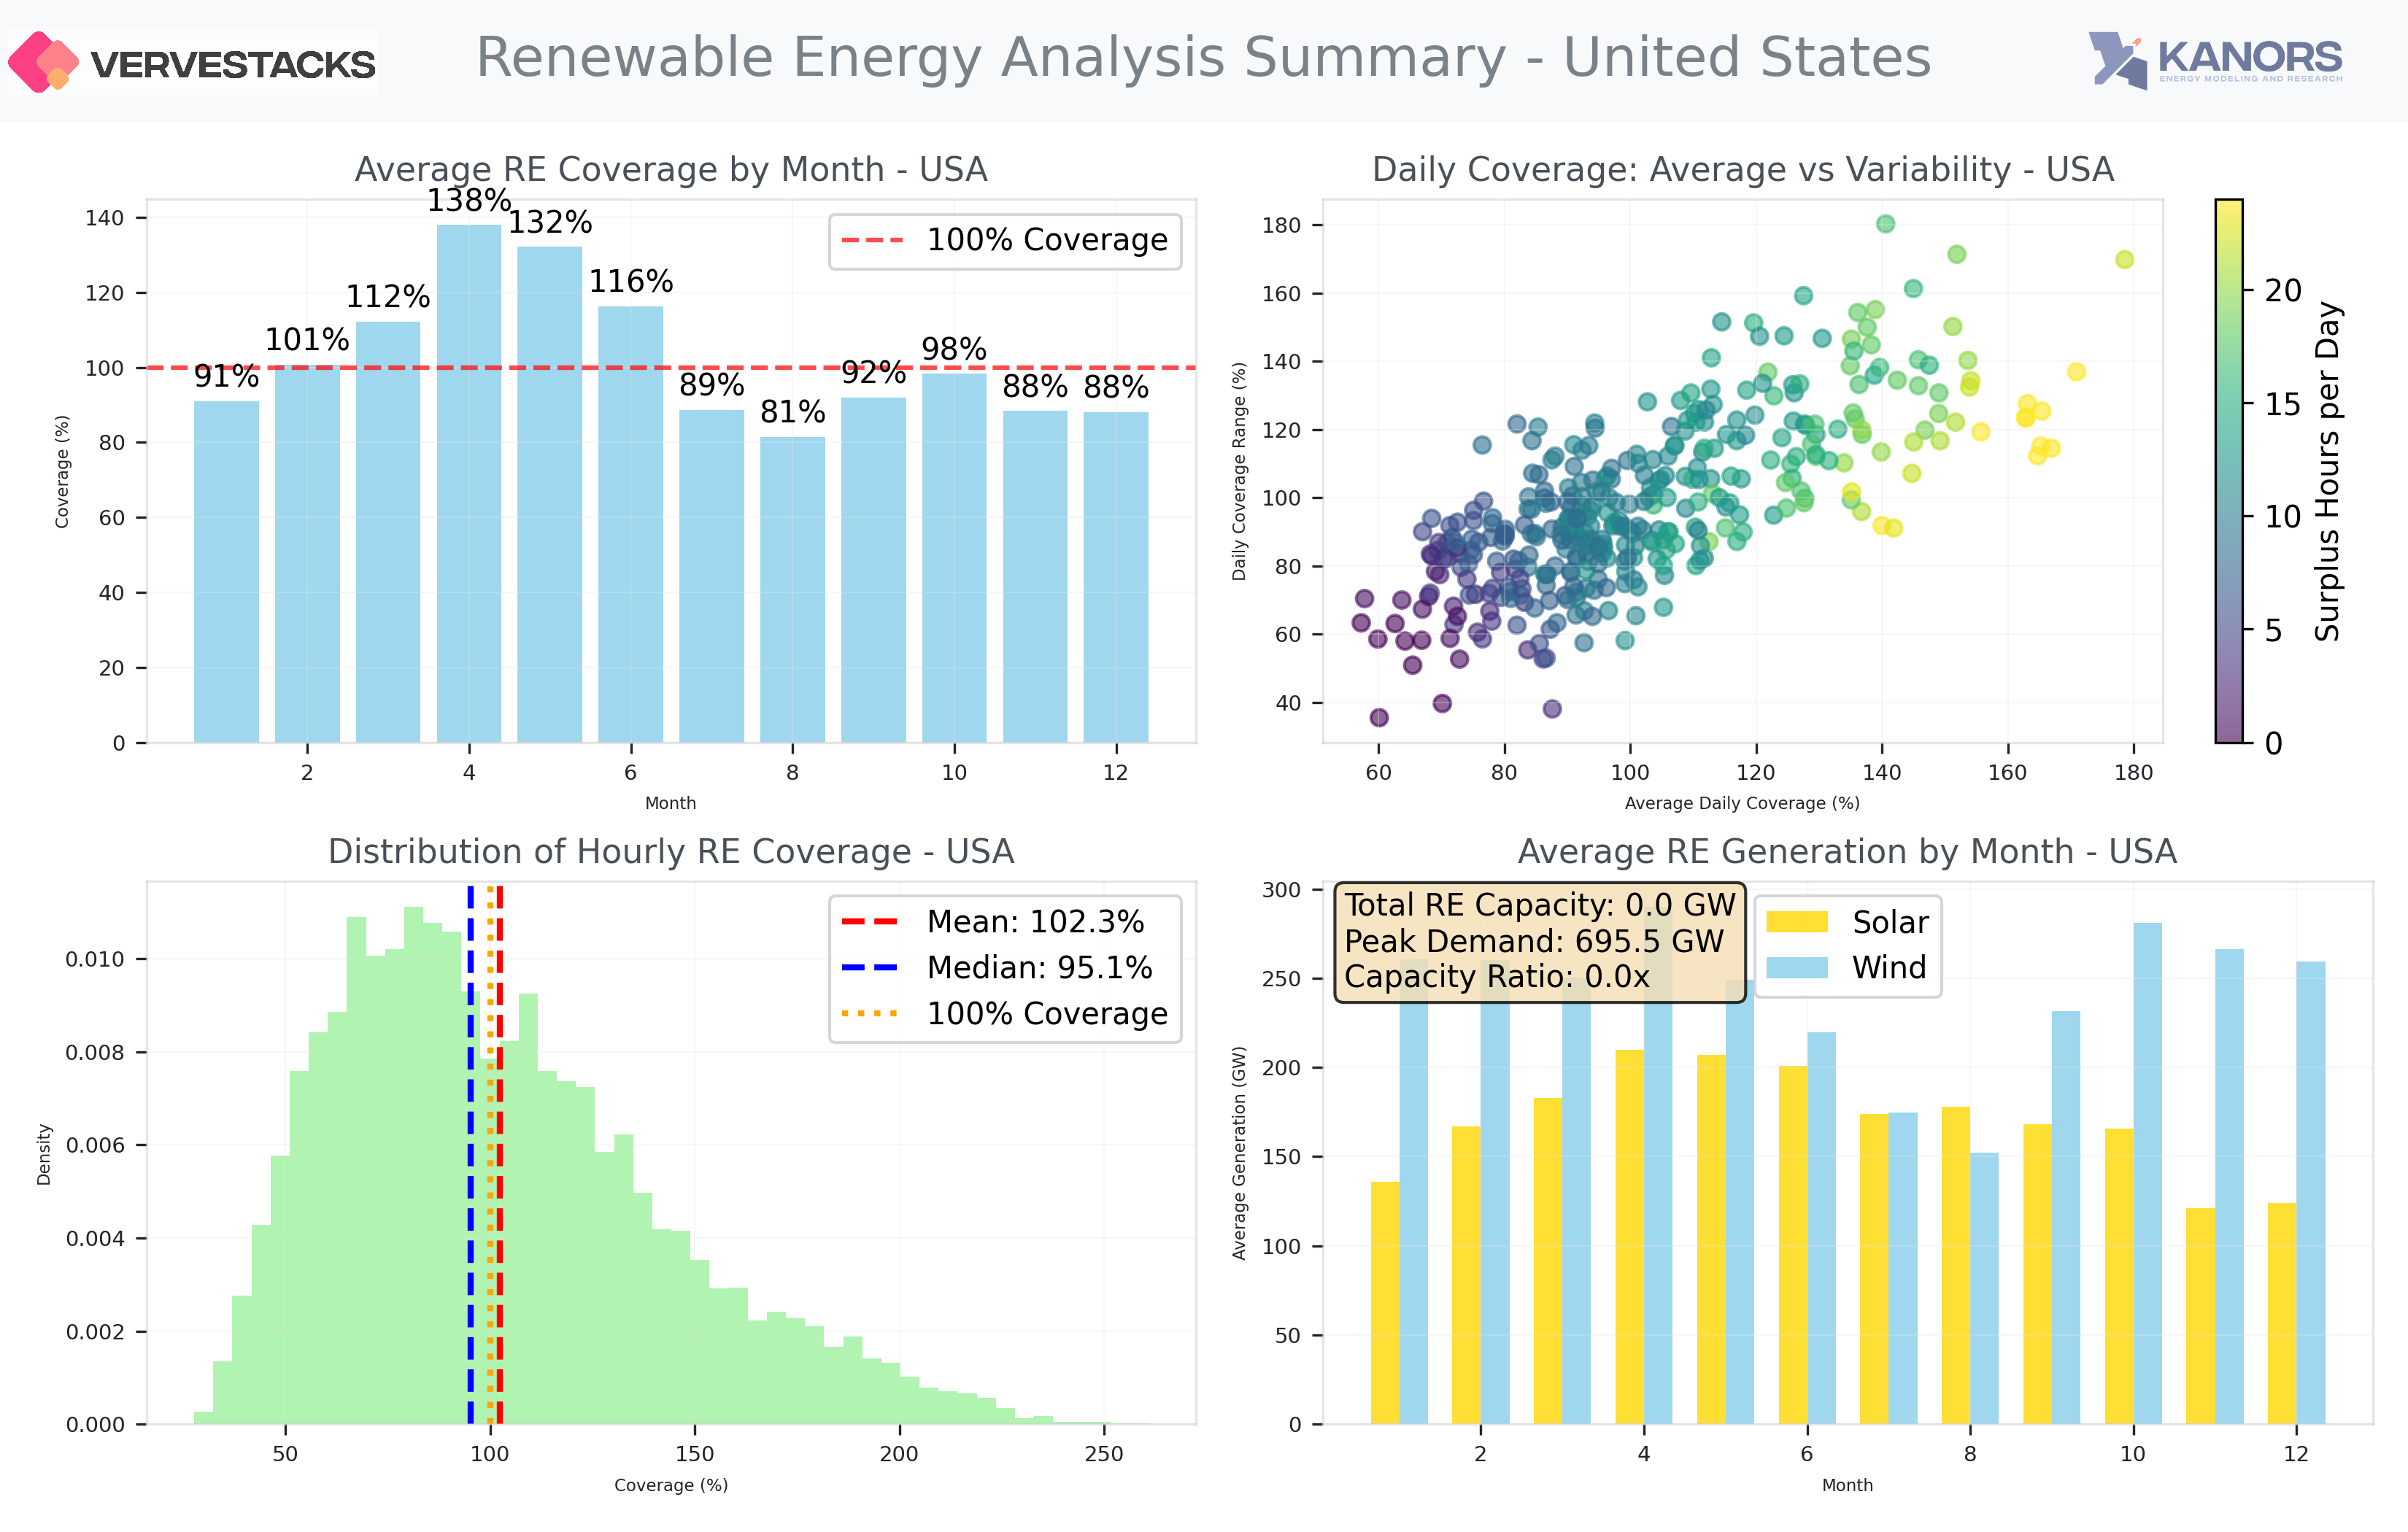 VERVESTACKS
Renewable Energy Analysis Summary - United States
KANORS
ENERGY MODELING AND RESEARCH
Average RE Coverage by Month - USA
Coverage (%)
140
120
100
80
60
40
20
0
91%
101%
112%
138%
132%
116%
89%
81%
92%
98%
88%
88%
100% Coverage
2
4
6
8
10
12
Month
Daily Coverage: Average vs Variability - USA
Daily Coverage Range (%)
180
160
140
120
100
80
60
40
60
80
100
120
140
160
180
Average Daily Coverage (%)
20
15
10
5
0
Surplus Hours per Day
Distribution of Hourly RE Coverage - USA
Density
0.010
0.008
0.006
0.004
0.002
0.000
Mean: 102.3%
Median: 95.1%
100% Coverage
50
100
150
200
250
Coverage (%)
Average RE Generation by Month - USA
Average Generation (GW)
300
250
200
150
100
50
0
Total RE Capacity: 0.0 GW
Peak Demand: 695.5 GW
Capacity Ratio: 0.0x
Solar
Wind
2
4
6
8
10
12
Month